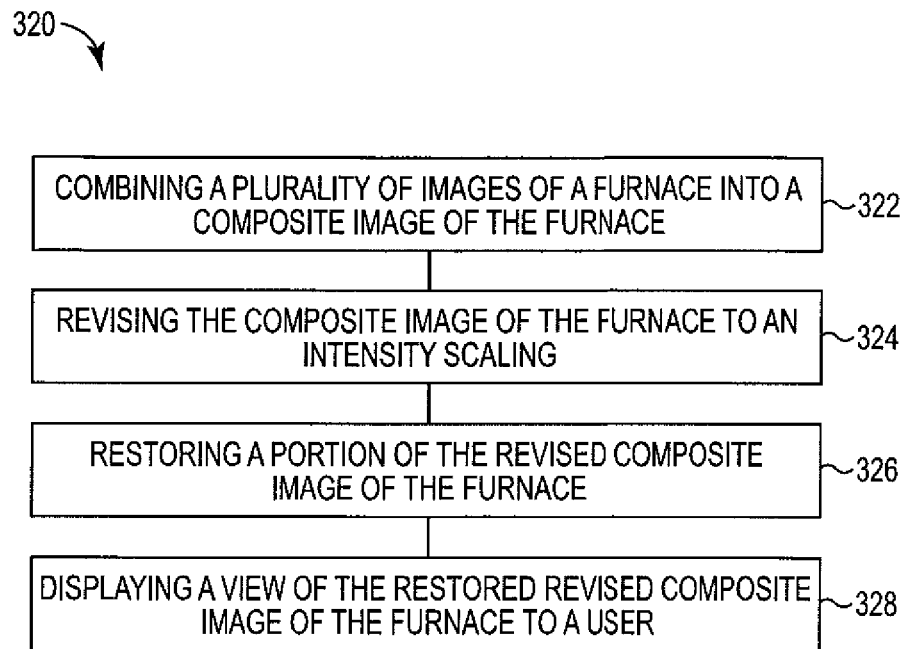 320
COMBINING A PLURALITY OF IMAGES OF A FURNACE INTO A
COMPOSITE IMAGE OF THE FURNACE
322
REVISING THE COMPOSITE IMAGE OF THE FURNACE TO AN
INTENSITY SCALING
324
RESTORING A PORTION OF THE REVISED COMPOSITE
IMAGE OF THE FURNACE
326
DISPLAYING A VIEW OF THE RESTORED REVISED COMPOSITE
IMAGE OF THE FURNACE TO A USER
328